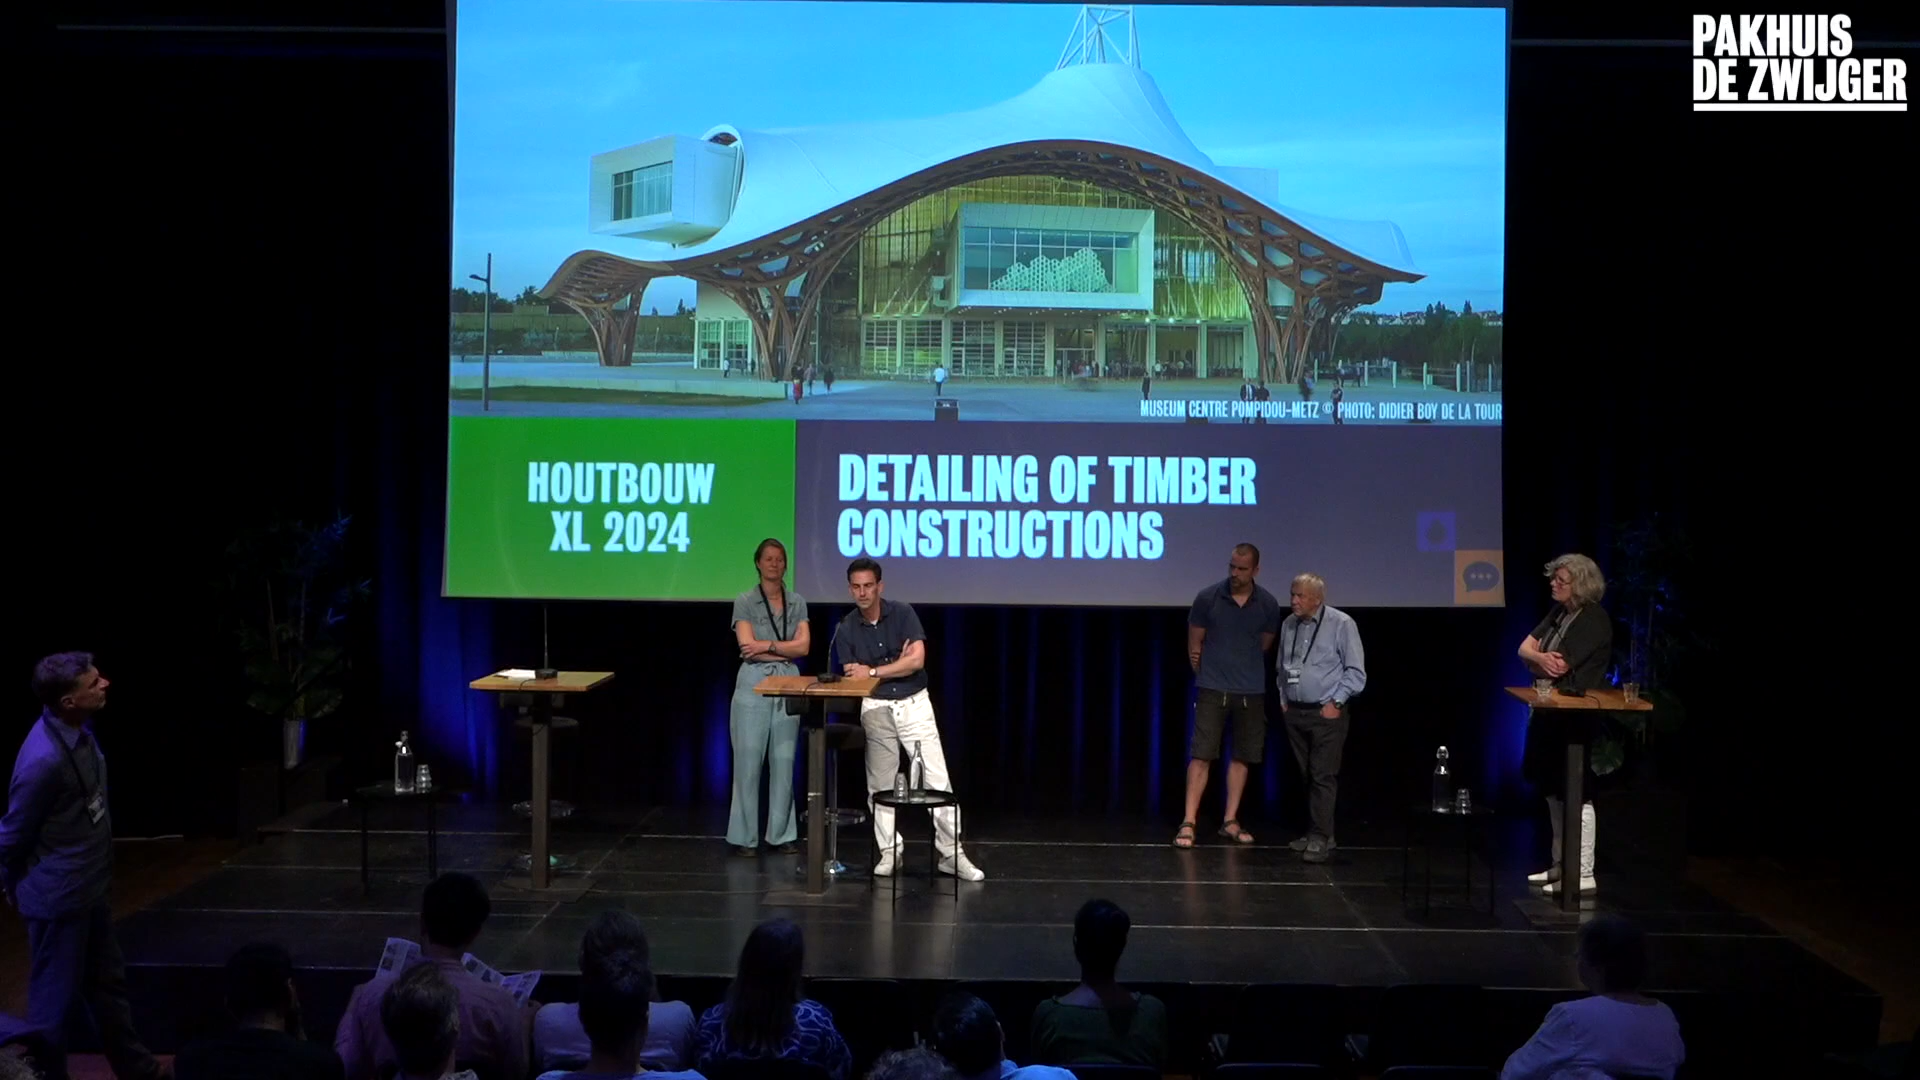 PAKHUIS
DE ZWIJGER
MUSEUM CENTRE POMPIDOU-METZ © PHOTO: DIDIER BOY DE LA TOUR
HOUTBOUW
XL 2024
DETAILING OF TIMBER
CONSTRUCTIONS